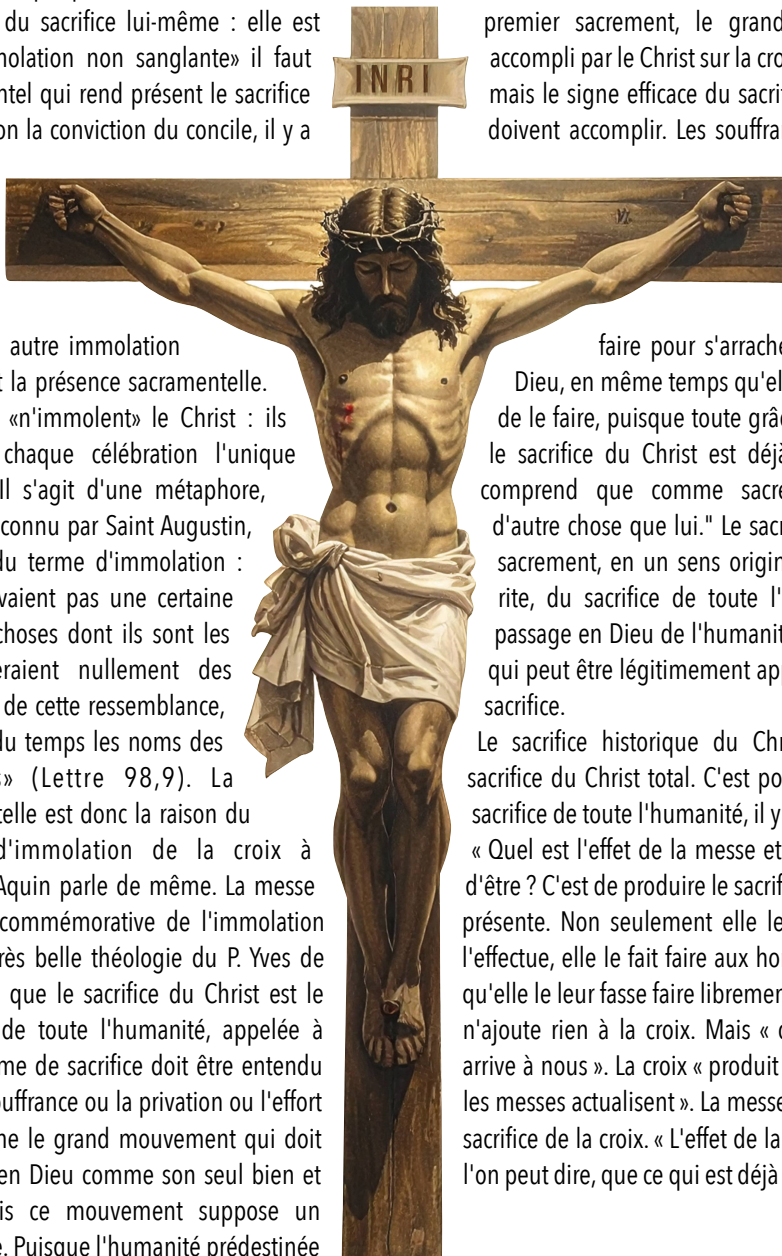 INRI
du sacrifice lui-même : elle est
nolation non sanglante» il faut
ntel qui rend présent le sacrifice
on la conviction du concile, il y a
autre immolation
t la présence sacramentelle.
«n'immolent» le Christ : ils
chaque célébration l'unique
Il s'agit d'une métaphore,
connu par Saint Augustin,
du terme d'immolation :
vaient pas une certaine
choses dont ils sont les
eraient nullement des
de cette ressemblance,
du temps les noms des
s» (Lettre 98,9). La
telle est donc la raison du
d'immolation de la croix à
Aquin parle de même. La messe
commémorative de l'immolation
rès belle théologie du P. Yves de
que le sacrifice du Christ est le
de toute l'humanité, appelée à
me de sacrifice doit être entendu
ouffrance ou la privation ou l'effort
ne le grand mouvement qui doit
en Dieu comme son seul bien et
is ce mouvement suppose un
e. Puisque l'humanité prédestinée
premier sacrement, le grand
accompli par le Christ sur la cro
mais le signe efficace du sacrif
doivent accomplir. Les souffra
faire pour s'arrache
Dieu, en même temps qu'el
de le faire, puisque toute grâ
le sacrifice du Christ est déjà
comprend que comme sacre
d'autre chose que lui." Le sacr
sacrement, en un sens origin
rite, du sacrifice de toute l'
passage en Dieu de l'humanit
qui peut être légitimement app
sacrifice.
Le sacrifice historique du Chr
sacrifice du Christ total. C'est po
sacrifice de toute l'humanité, il y
« Quel est l'effet de la messe et
d'être ? C'est de produire le sacrif
présente. Non seulement elle le
l'effectue, elle le fait faire aux ho
qu'elle le leur fasse faire libremen
n'ajoute rien à la croix. Mais « c
arrive à nous ». La croix « produit
les messes actualisent ». La messe
sacrifice de la croix. « L'effet de la
l'on peut dire, que ce qui est déjà